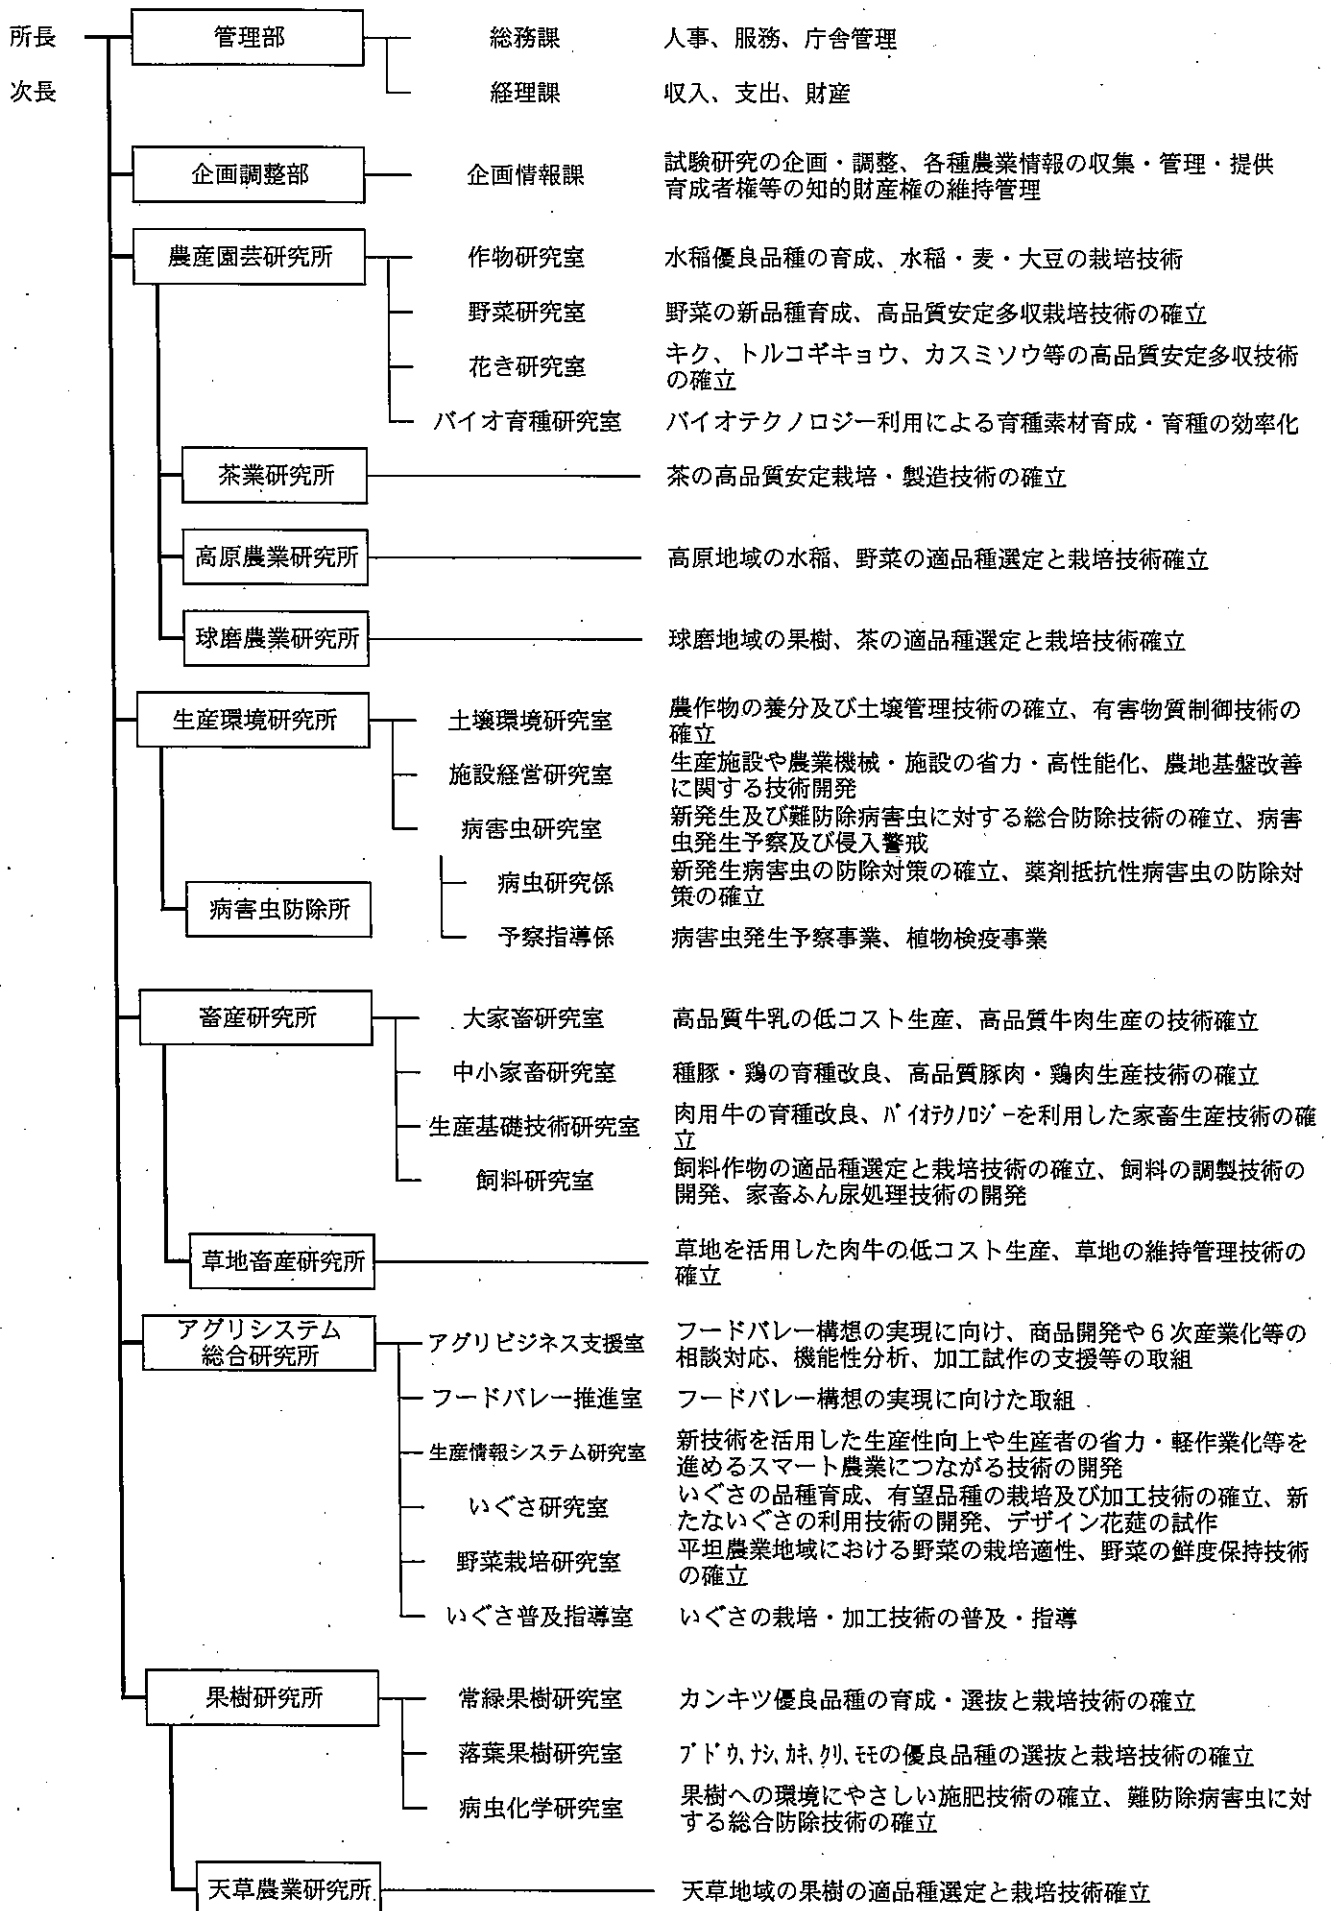 所長 管理部 総務課 人事、服務、庁舎管理
次長 経理課 収入、支出、財産
企画調整部 企画情報課 試験研究の企画・調整、各種農業情報の収集・管理・提供
育成者権等の知的財産権の維持管理
農産園芸研究所 作物研究室 水稲優良品種の育成、水稲・麦・大豆の栽培技術
野菜研究室 野菜の新品種育成、高品質安定多収栽培技術の確立
花き研究室 キク、トルコギキョウ、カスミソウ等の高品質安定多収技術
の確立
バイオ育種研究室 バイオテクノロジー利用による育種素材育成・育種の効率化
茶業研究所 茶の高品質安定栽培・製造技術の確立
高原農業研究所 高原地域の水稲、野菜の適品種選定と栽培技術確立
球磨農業研究所 球磨地域の果樹、茶の適品種選定と栽培技術確立
生産環境研究所 土壌環境研究室 農作物の養分及び土壌管理技術の確立、有害物質制御技術の
確立
施設経営研究室 生産施設や農業機械・施設の省力・高性能化、農地基盤改善
に関する技術開発
病害虫研究室 新発生及び難防除病害虫に対する総合防除技術の確立、病害
虫発生予察及び侵入警戒
病虫研究係 新発生病害虫の防除対策の確立、薬剤抵抗性病害虫の防除対
策の確立
病害虫防除所
予察指導係 病害虫発生予察事業、植物検疫事業
畜産研究所 大家畜研究室 高品質牛乳の低コスト生産、高品質牛肉生産の技術確立
中小家畜研究室 種豚・鶏の育種改良、高品質豚肉・鶏肉生産技術の確立
生産基礎技術研究室 肉用牛の育種改良、ﾊﾞｲｵﾃｸﾉﾛｼﾞｰを利用した家畜生産技術の確
立
飼料研究室 飼料作物の適品種選定と栽培技術の確立、飼料の調製技術の
開発、家畜ふん尿処理技術の開発
草地畜産研究所 草地を活用した肉牛の低コスト生産、草地の維持管理技術の
確立
アグリシステム
総合研究所
アグリビジネス支援室 フードバレー構想の実現に向け、商品開発や6次産業化等の
相談対応、機能性分析、加工試作の支援等の取組
フードバレー推進室 フードバレー構想の実現に向けた取組
生産情報システム研究室 新技術を活用した生産性向上や生産者の省力・軽作業化等を
進めるスマート農業につながる技術の開発
いぐさ研究室 いぐさの品種育成、有望品種の栽培及び加工技術の確立、新
たないぐさの利用技術の開発、デザイン花莚の試作
野菜栽培研究室 平坦農業地域における野菜の栽培適性、野菜の鮮度保持技術
の確立
いぐさ普及指導室 いぐさの栽培・加工技術の普及・指導
果樹研究所 常緑果樹研究室 カンキツ優良品種の育成・選抜と栽培技術の確立
落葉果樹研究室 ﾌﾞﾄﾞｳ,ﾅｼ,ｶｷ,ｸﾘ,ﾓﾓの優良品種の選抜と栽培技術の確立
病虫化学研究室 果樹への環境にやさしい施肥技術の確立、難防除病害虫に対
する総合防除技術の確立
天草農業研究所 天草地域の果樹の適品種選定と栽培技術確立